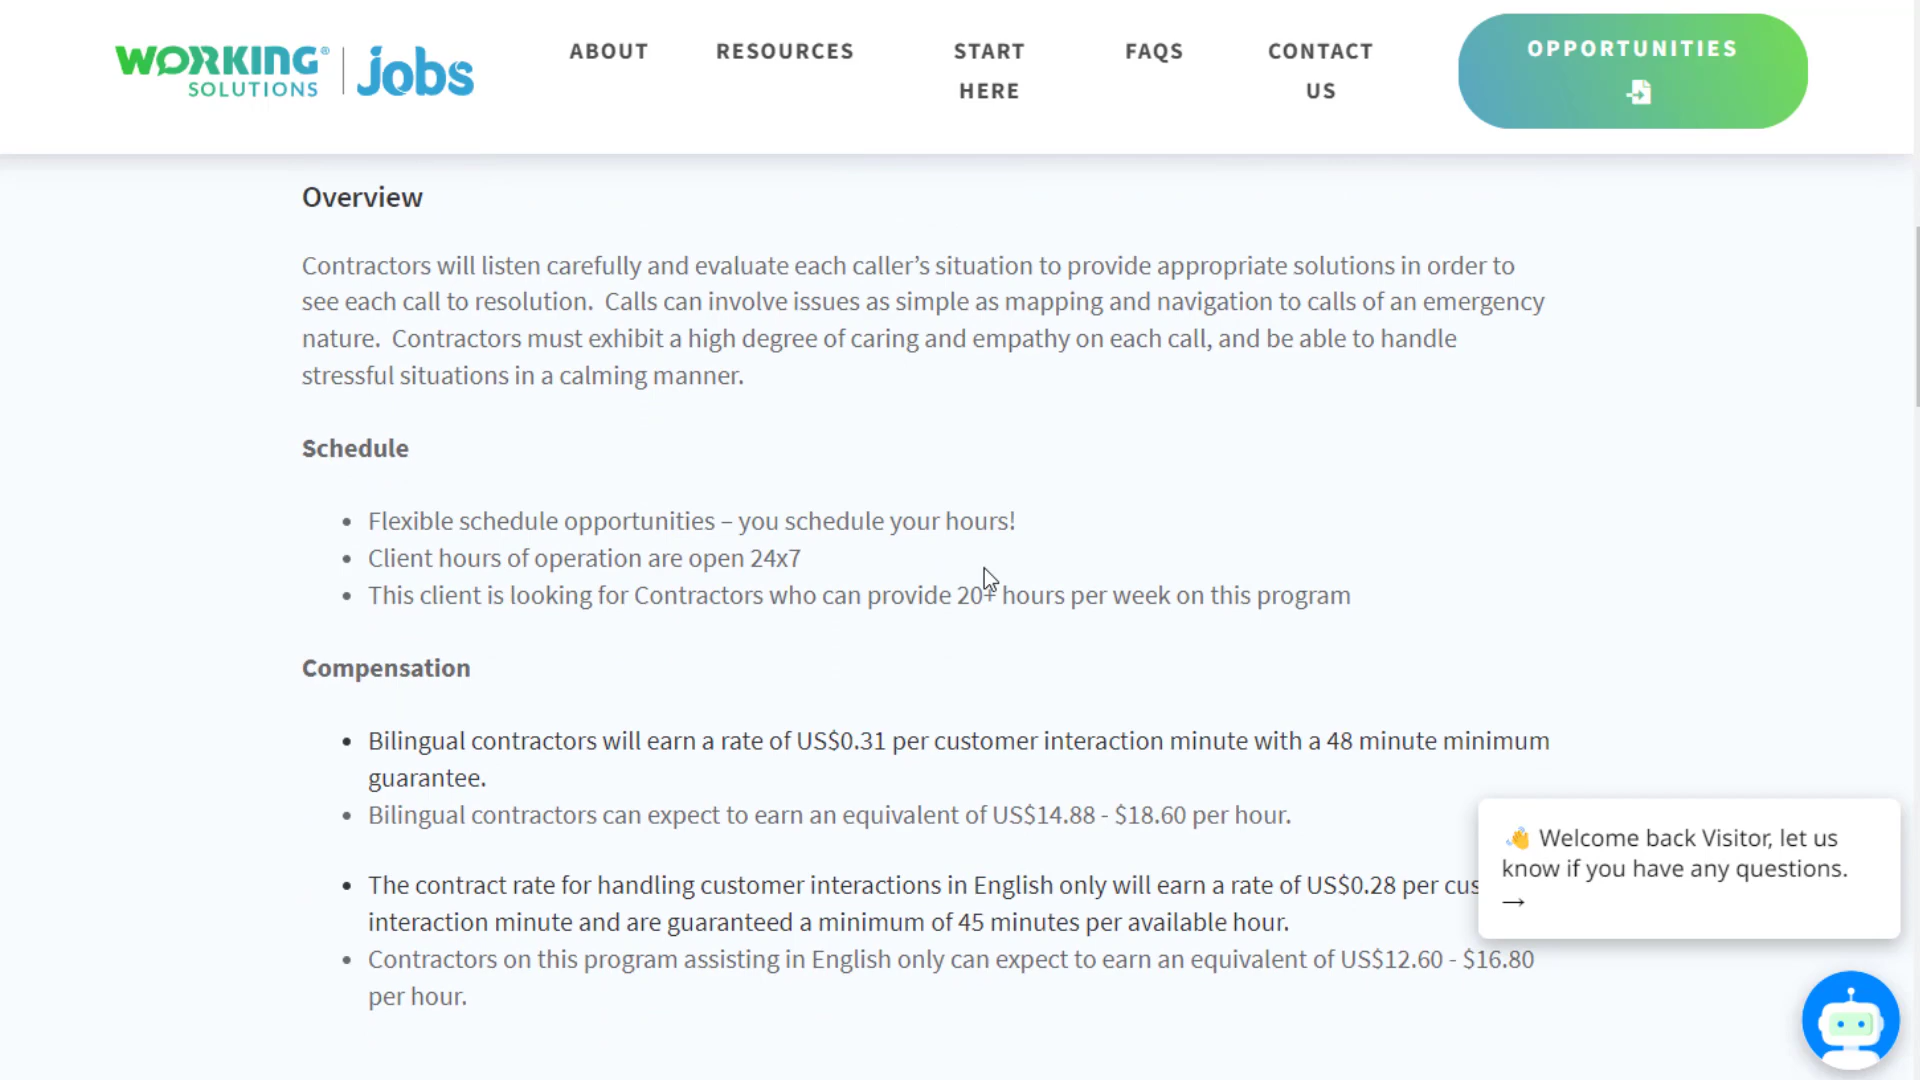 WORKING®
SOLUTIONS
jobs
ABOUT
RESOURCES
START
HERE
FAQS
CONTACT
US
OPPORTUNITIES
Overview
Contractors will listen carefully and evaluate each caller’s situation to provide appropriate solutions in order to
see each call to resolution.  Calls can involve issues as simple as mapping and navigation to calls of an emergency
nature.  Contractors must exhibit a high degree of caring and empathy on each call, and be able to handle
stressful situations in a calming manner.
Schedule
• Flexible schedule opportunities – you schedule your hours!
• Client hours of operation are open 24x7
• This client is looking for Contractors who can provide 20+ hours per week on this program
Compensation
• Bilingual contractors will earn a rate of US$0.31 per customer interaction minute with a 48 minute minimum
guarantee.
• Bilingual contractors can expect to earn an equivalent of US$14.88 - $18.60 per hour.
• The contract rate for handling customer interactions in English only will earn a rate of US$0.28 per cus
interaction minute and are guaranteed a minimum of 45 minutes per available hour.
• Contractors on this program assisting in English only can expect to earn an equivalent of US$12.60 - $16.80
per hour.
👋 Welcome back Visitor, let us
know if you have any questions.
→